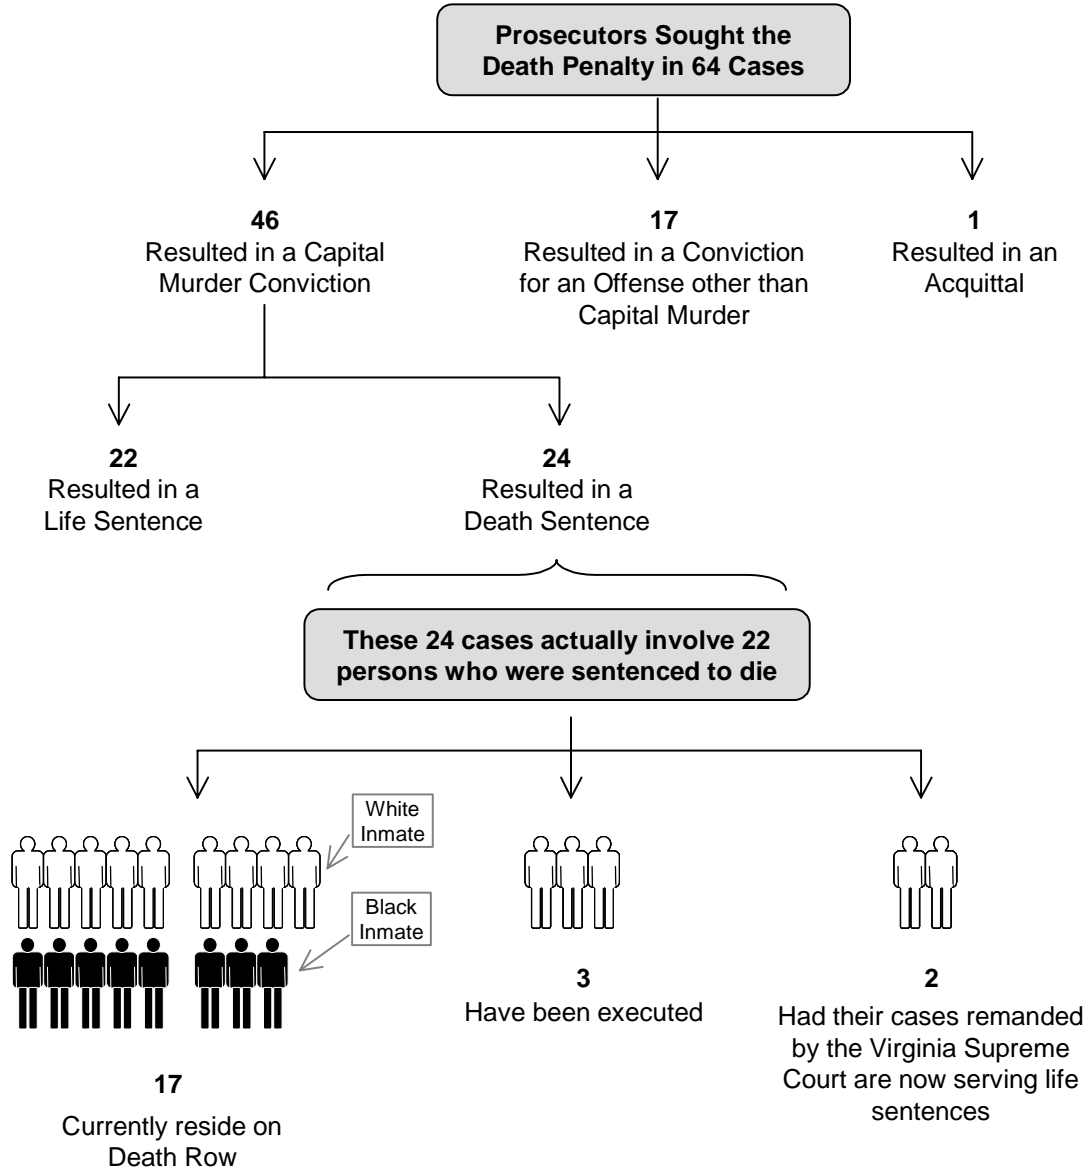 Prosecutors Sought the
Death Penalty in 64 Cases
46
Resulted in a Capital
Murder Conviction
17
Resulted in a Conviction
for an Offense other than
Capital Murder
1
Resulted in an
Acquittal
22
Resulted in a
Life Sentence
24
Resulted in a
Death Sentence
These 24 cases actually involve 22
persons who were sentenced to die
White
Inmate
Black
Inmate
17
Currently reside on
Death Row
3
Have been executed
2
Had their cases remanded
by the Virginia Supreme
Court are now serving life
sentences